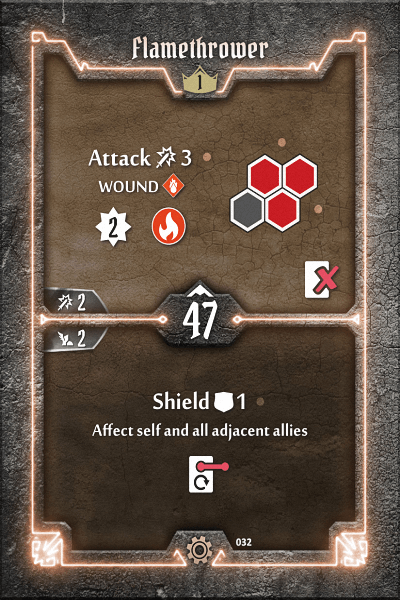 Flamethrower
1
Attack 3
WOUND
2
2
47
2
Shield 1
Affect self and all adjacent allies
032